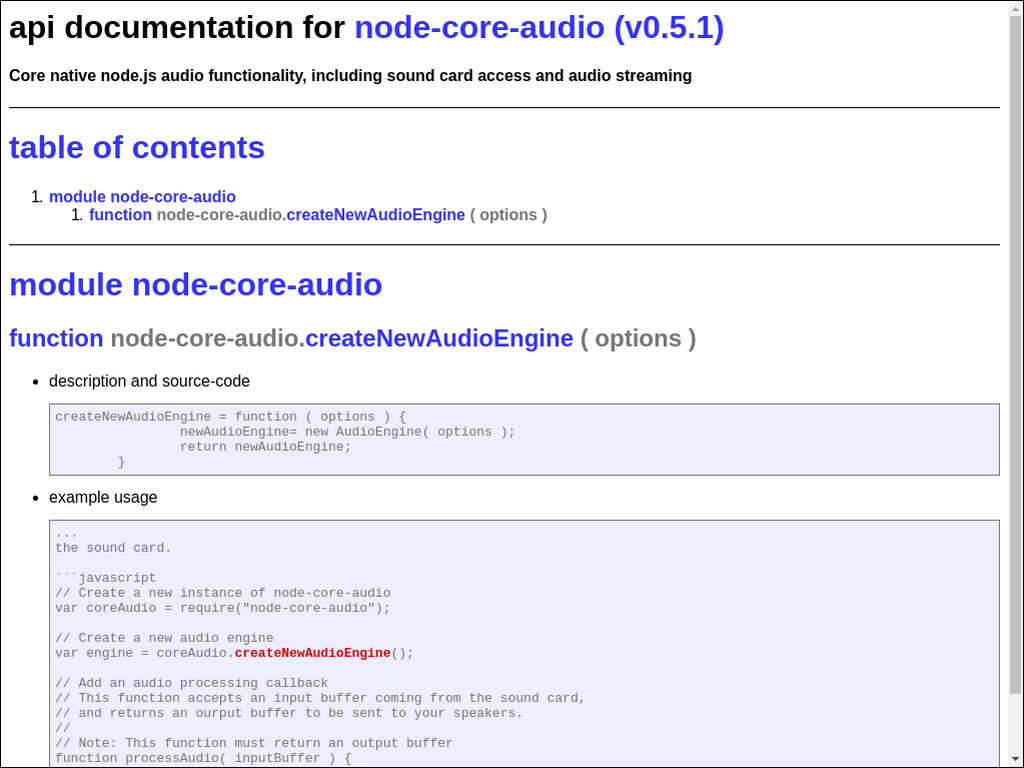 api documentation for node-core-audio (v0.5.1)
Core native node.js audio functionality, including sound card access and audio streaming
table of contents
1. module node-core-audio
1. function node-core-audio.createNewAudioEngine ( options )
module node-core-audio
function node-core-audio.createNewAudioEngine ( options )
• description and source-code
createNewAudioEngine = function ( options ) {
                newAudioEngine= new AudioEngine( options );
                return newAudioEngine;
        }
• example usage
...
the sound card.

```javascript
// Create a new instance of node-core-audio
var coreAudio = require("node-core-audio");

// Create a new audio engine
var engine = coreAudio.createNewAudioEngine();

// Add an audio processing callback
// This function accepts an input buffer coming from the sound card,
// and returns an ourput buffer to be sent to your speakers.
//
// Note: This function must return an output buffer
function processAudio( inputBuffer ) {